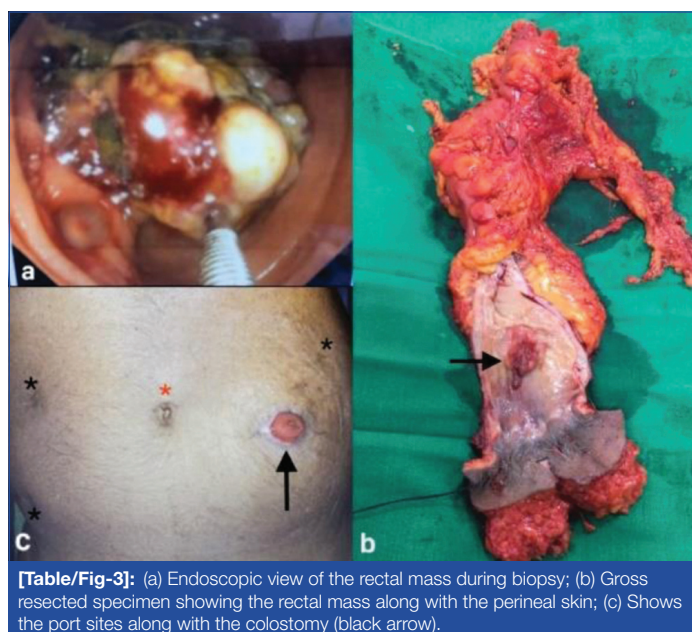 a
b
c
[Table/Fig-3]: (a) Endoscopic view of the rectal mass during biopsy; (b) Gross
resected specimen showing the rectal mass along with the perineal skin; (c) Shows
the port sites along with the colostomy (black arrow).